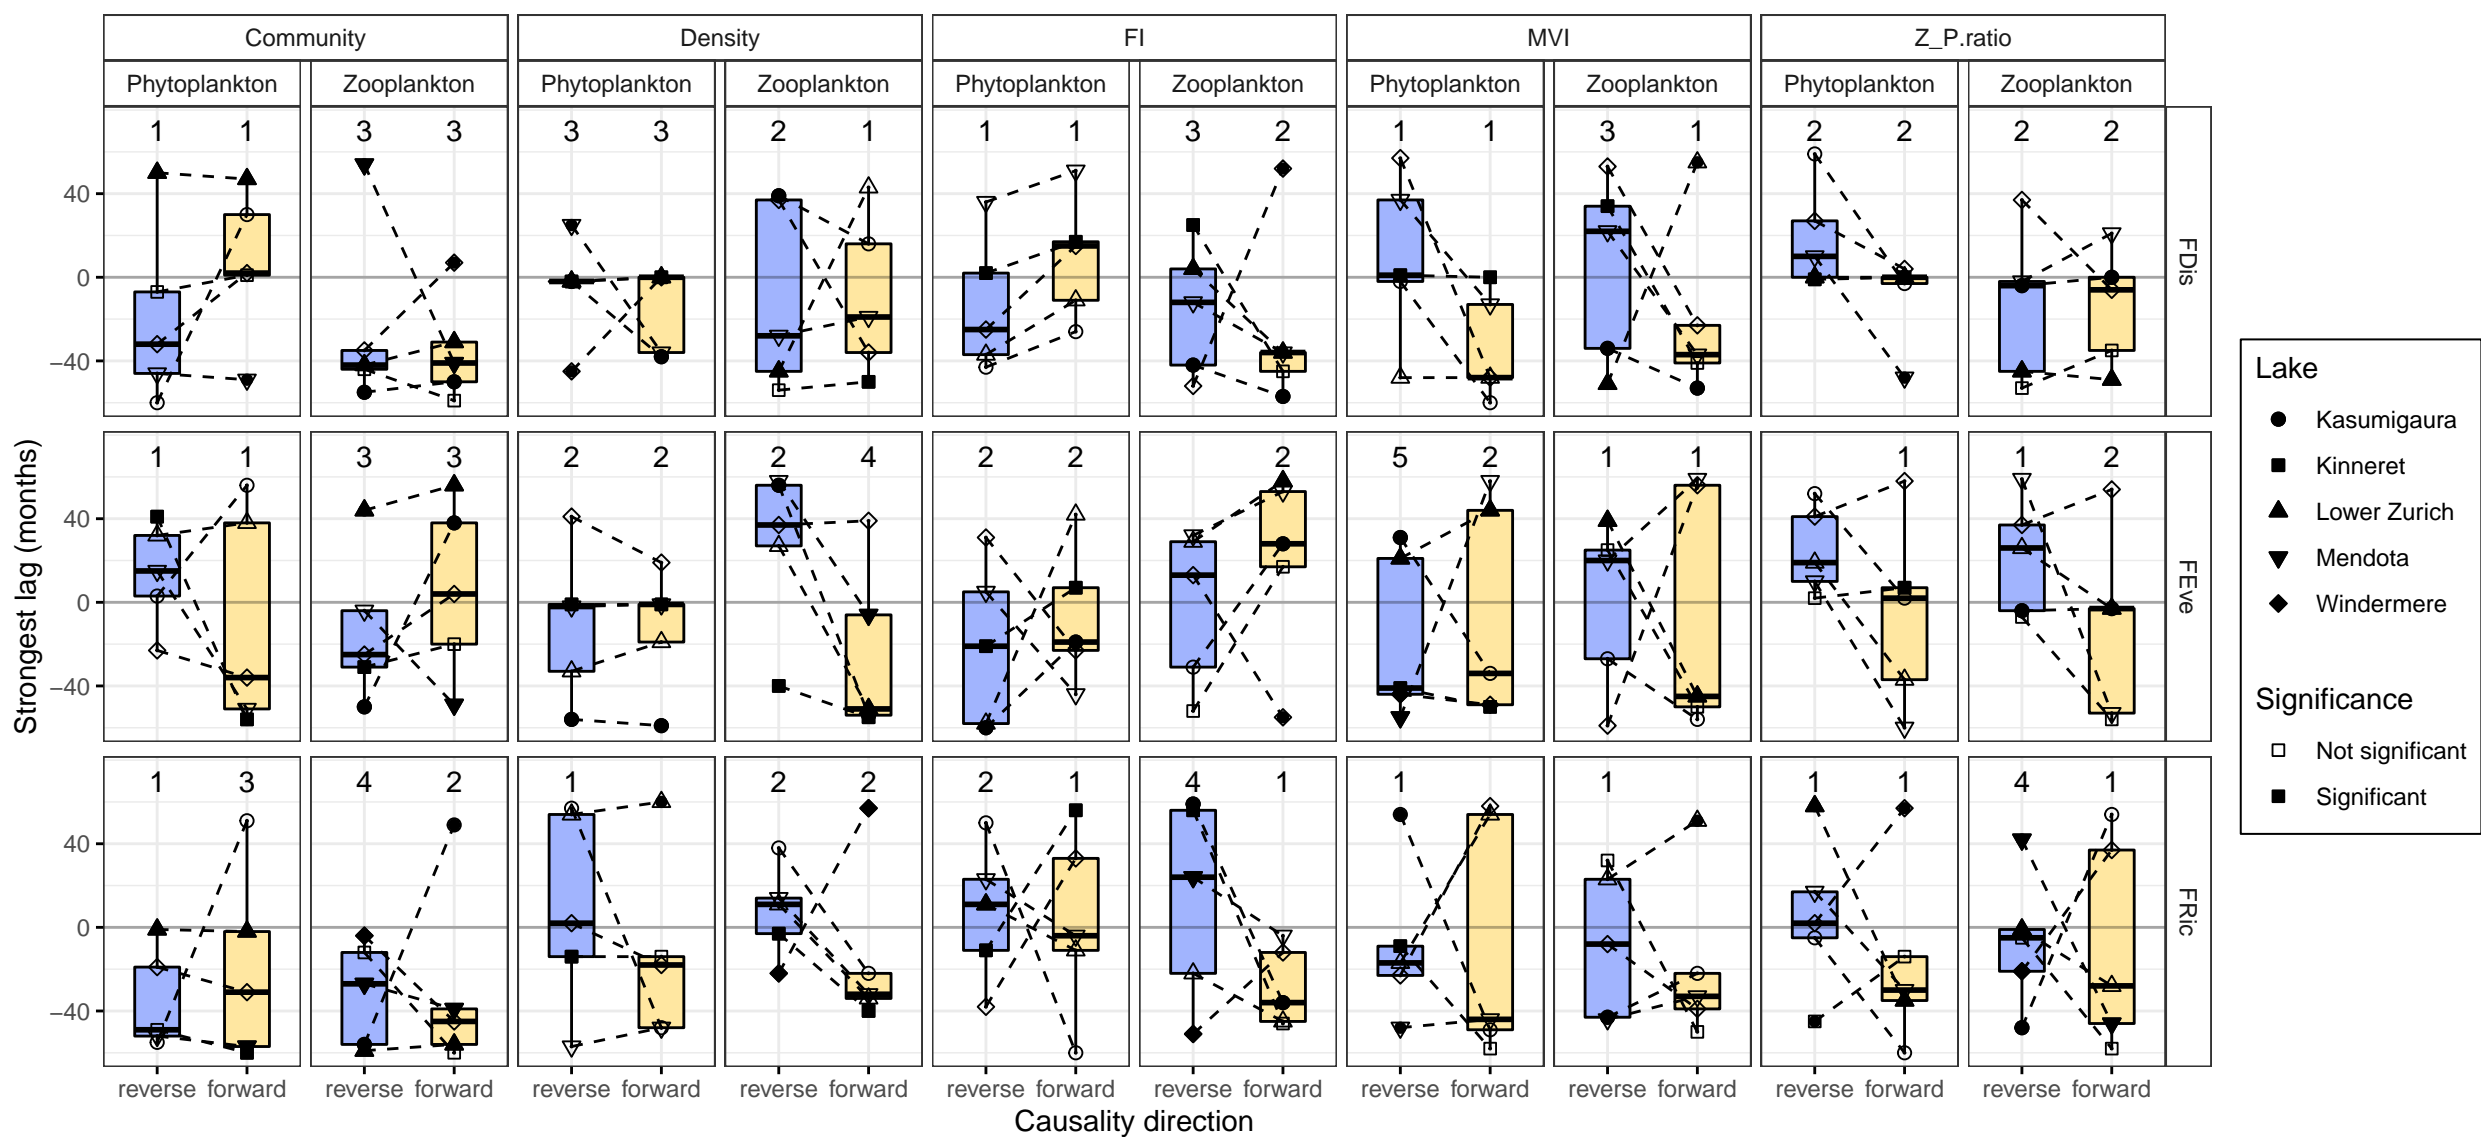 Community Density FI MVI Z_P.ratio
Phytoplankton Zooplankton Phytoplankton Zooplankton Phytoplankton Zooplankton Phytoplankton Zooplankton Phytoplankton Zooplankton
1 1 3 3 3 3 2 1 1 1 3 2 1 1 3 1 2 2 2 2
40
0
−40
FDis
1 1 3 3 2 2 2 4 2 2 2 5 2 1 1 1 1 2
40
0
−40
FEve
1 3 4 2 1 2 2 2 1 4 1 1 1 1 1 4 1
40
0
−40
FRic
reverse forward reverse forward reverse forward reverse forward reverse forward reverse forward reverse forward reverse forward reverse forward reverse forward
Causality direction
Strongest lag (months)
Lake
Kasumigaura
Kinneret
Lower Zurich
Mendota
Windermere
Significance
Not significant
Significant